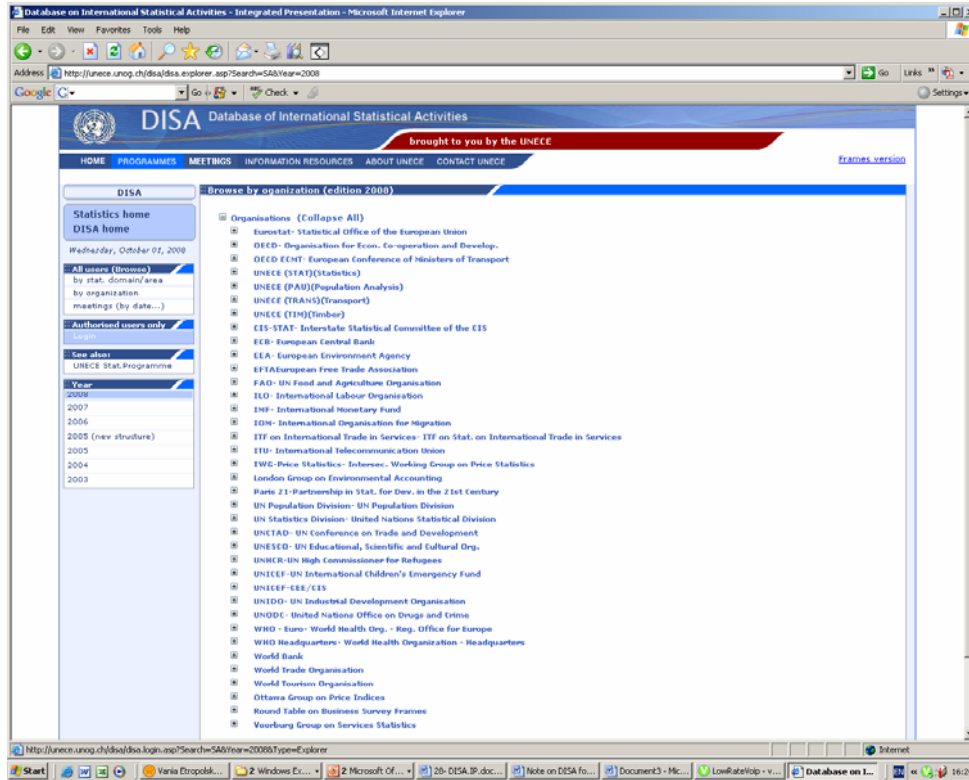 Database on International Statistical Activities - Integrated Presentation - Microsoft Internet Explorer
File Edit View Favorites Tools Help
Address http://unece.unog.ch/disa/disa.explorer.asp?Search=SA&Year=2008 Go Links »
Google Go Check Settings
DISA Database of International Statistical Activities
brought to you by the UNECE
HOME PROGRAMMES MEETINGS INFORMATION RESOURCES ABOUT UNECE CONTACT UNECE Frames version
DISA
Statistics home
DISA home
Wednesday, October 01, 2008
All users (Browse)
by stat. domain/area
by organization
meetings (by date...)
Authorised users only
Login
See also:
UNECE Stat.Programme
Year
2008
2007
2006
2005 (new structure)
2005
2004
2003
Browse by oganization (edition 2008)
Organisations (Collapse All)
Eurostat- Statistical Office of the European Union
OECD- Organisation for Econ. Co-operation and Develop.
OECD ECMT- European Conference of Ministers of Transport
UNECE (STAT)(Statistics)
UNECE (PAU)(Population Analysis)
UNECE (TRANS)(Transport)
UNECE (TIM)(Timber)
CIS-STAT- Interstate Statistical Committee of the CIS
ECB- European Central Bank
EEA- European Environment Agency
EFTAEuropean Free Trade Association
FAO- UN Food and Agriculture Organisation
ILO- International Labour Organisation
IMF- International Monetary Fund
IOM- International Organisation for Migration
ITF on International Trade in Services- ITF on Stat. on International Trade in Services
ITU- International Telecommunication Union
IWG-Price Statistics- Intersec. Working Group on Price Statistics
London Group on Environmental Accounting
Paris 21-Partnership in Stat. for Dev. in the 21st Century
UN Population Division- UN Population Division
UN Statistics Division- United Nations Statistical Division
UNCTAD- UN Conference on Trade and Development
UNESCO- UN Educational, Scientific and Cultural Org.
UNHCR-UN High Commissioner for Refugees
UNICEF-UN International Children's Emergency Fund
UNICEF-CEE/CIS
UNIDO- UN Industrial Development Organisation
UNODC- United Nations Office on Drugs and Crime
WHO - Euro- World Health Org. - Reg. Office for Europe
WHO Headquarters- World Health Organization - Headquarters
World Bank
World Trade Organisation
World Tourism Organisation
Ottawa Group on Price Indices
Round Table on Business Survey Frames
Voorburg Group on Services Statistics
http://unece.unog.ch/disa/disa.login.asp?Search=SA&Year=2008&Type=Explorer Internet
Start Vania Etropolsk... 2 Windows Ex... 2 Microsoft Of... 28- DISA.IP.doc... Note on DISA fo... Document3 - Mic... LowRateVoip - v... Database on I... EN « 16:2